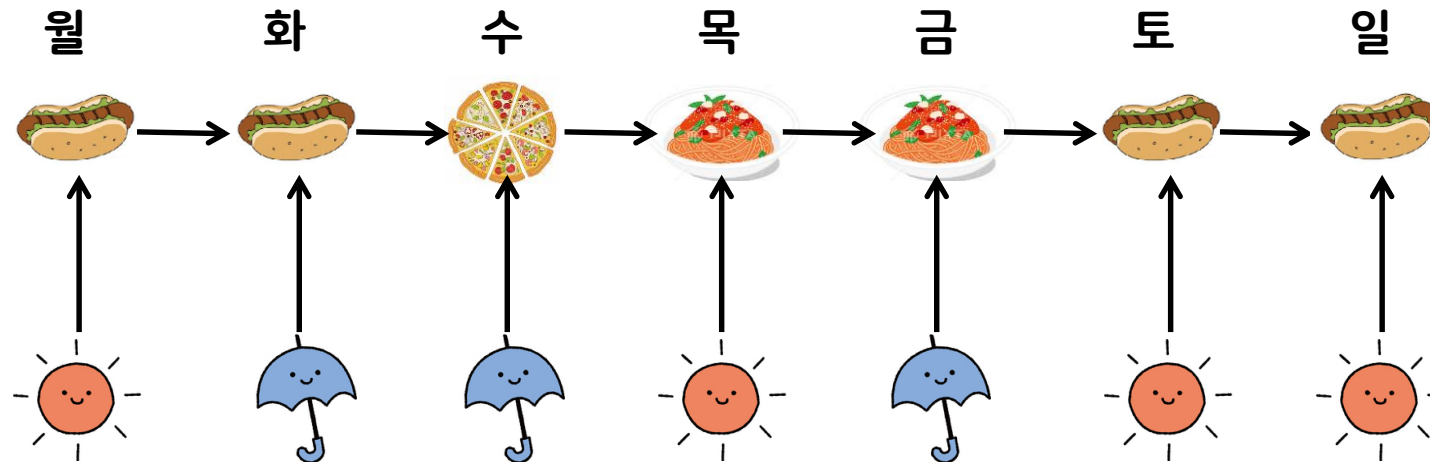 월 화 수 목 금 토 일